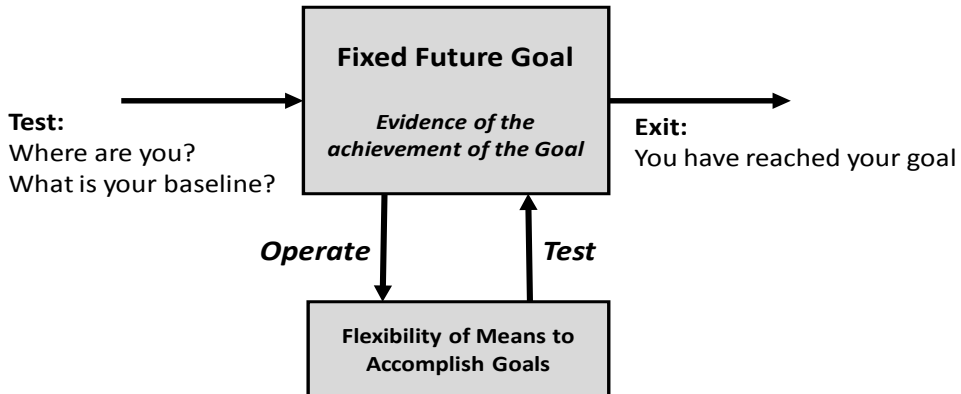 Fixed Future Goal
Evidence of the
achievement of the Goal
Test:
Where are you?
What is your baseline?
Exit:
You have reached your goal
Operate
Test
Flexibility of Means to
Accomplish Goals